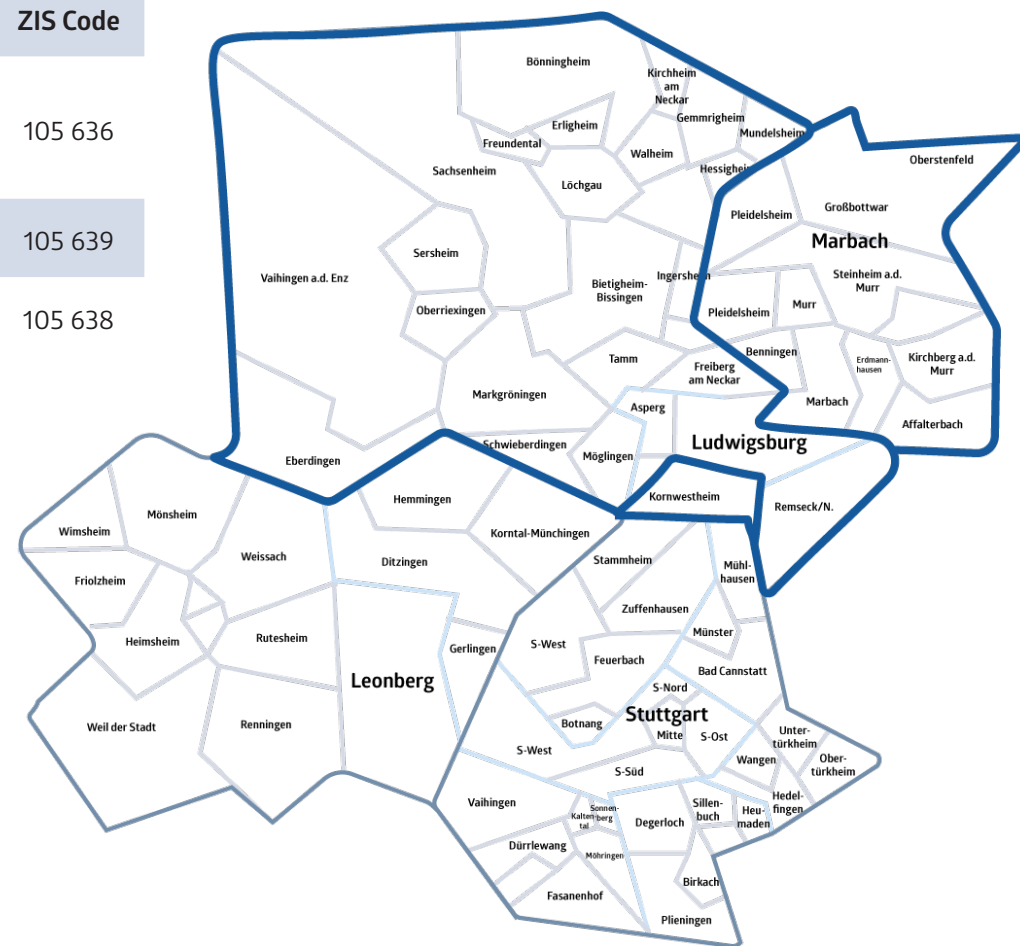 ZIS Code
105 636
105 639
105 638
Bönningheim
Kirchheim
am
Neckar
Gemmrigheim
Mundelsheim
Erligheim
Freundental
Walheim
Sachsenheim
Löchgau
Hessigheim
Oberstenfeld
Großbottwar
Pleidelsheim
Marbach
Sersheim
Vaihingen a.d. Enz
Ingersheim
Bietigheim-
Bissingen
Steinheim a.d.
Murr
Oberriexingen
Pleidelsheim
Murr
Tamm
Benningen
Freiberg
am Neckar
Erdmann-
hausen
Kirchberg a.d.
Murr
Markgröningen
Asperg
Marbach
Affalterbach
Ludwigsburg
Schwieberdingen
Möglingen
Eberdingen
Kornwestheim
Remseck/N.
Hemmingen
Mönsheim
Wimsheim
Korntal-Münchingen
Weissach
Ditzingen
Stammheim
Mühl-
hausen
Friolzheim
Zuffenhausen
Heimsheim
Rutesheim
Gerlingen
S-West
Münster
Feuerbach
Bad Cannstatt
Leonberg
S-Nord
Stuttgart
Weil der Stadt
Renningen
Botnang
Mitte
S-Ost
Unter-
türkheim
S-West
Wangen
Ober-
türkheim
S-Süd
Vaihingen
Kalten-
tal
Sonnen-
berg
Degerloch
Sillen-
buch
Heu-
maden
Hedel-
fingen
Dürrlewang
Möhringen
Fasanenhof
Birkach
Plieningen